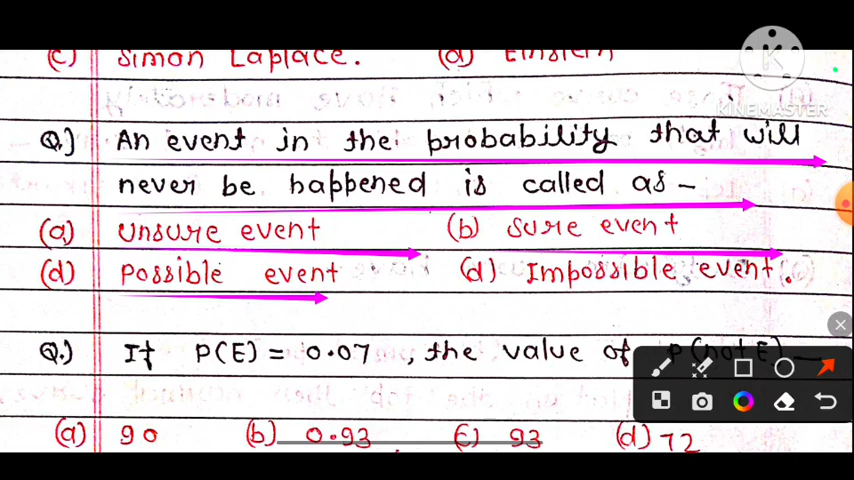 (c) Simon Laplace. (d) Einstein
K
KINEMASTER
Q.) An event in the probability that will
never be happened is called as -
(a) Unsure event (b) Sure event
(d) Possible event (d) Impossible event.
Q.) If P(E) = 0.07 , the value of P(not E) -
(a) 90 (b) 0.93 (c) 93 (d) 72